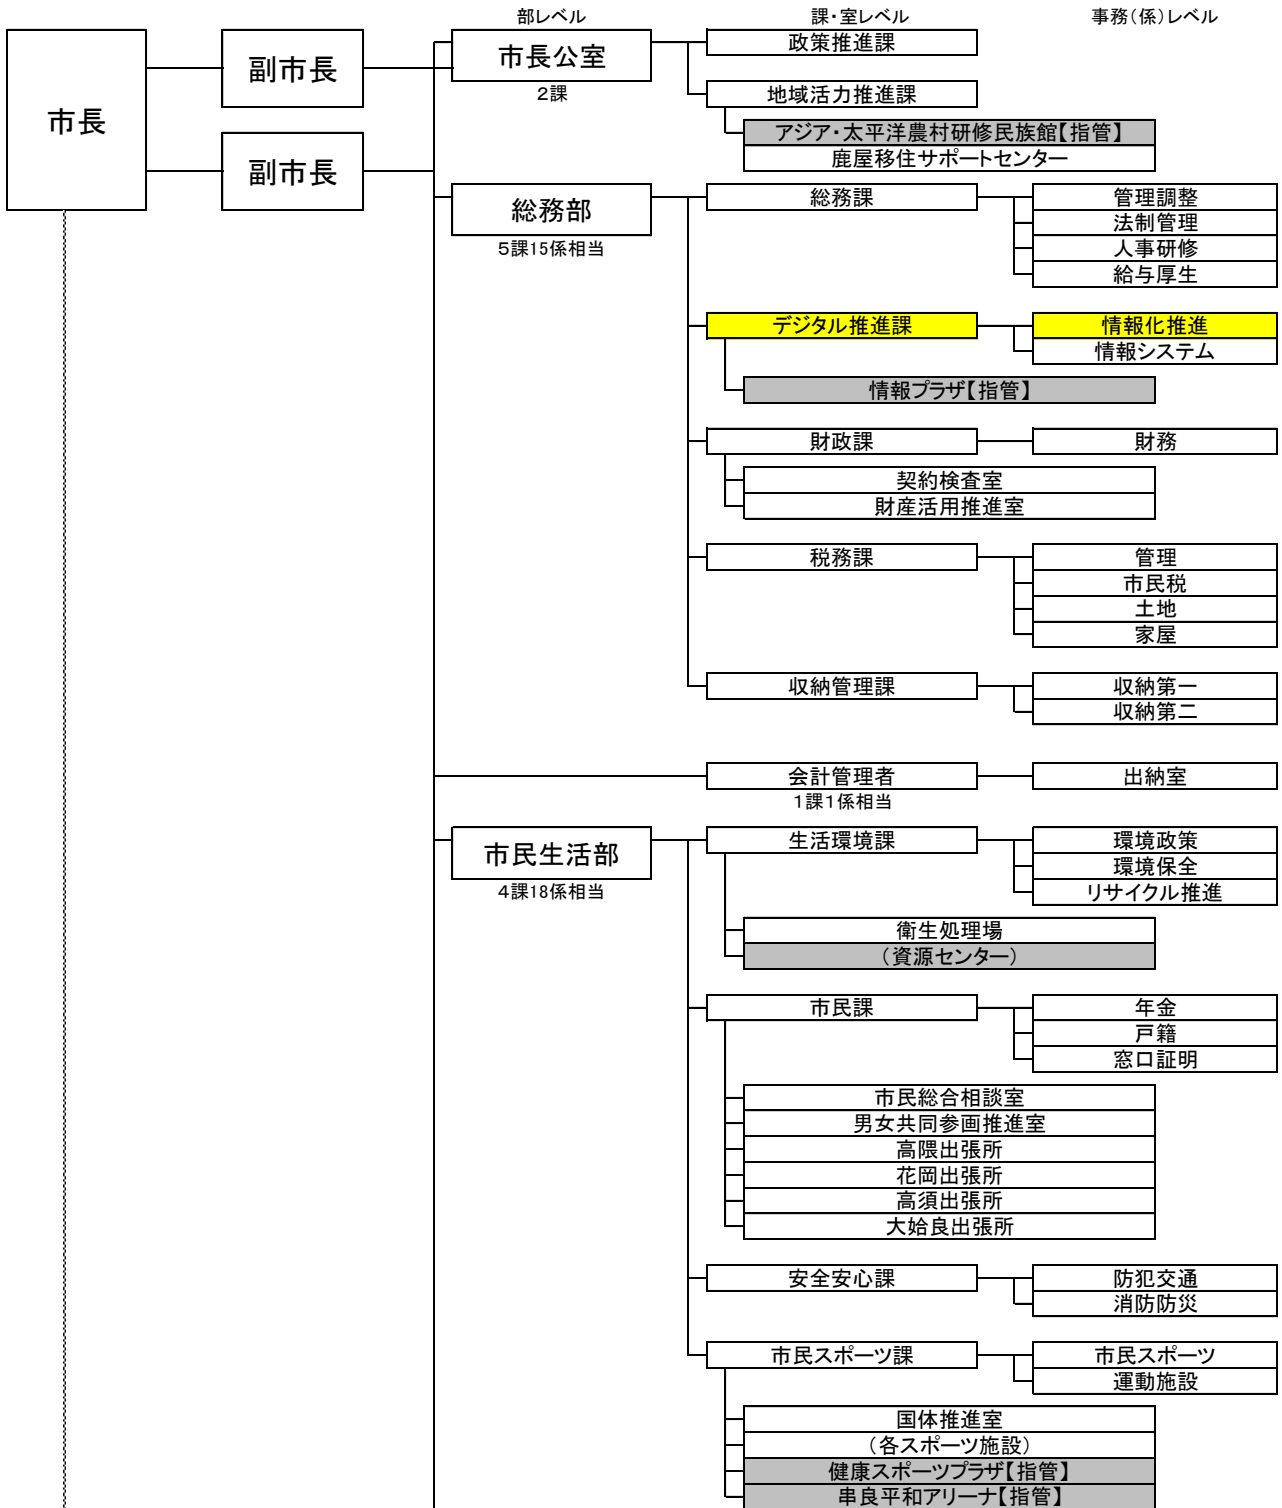 部レベル
課・室レベル
事務(係)レベル
市長
副市長
副市長
市長公室
2課
政策推進課
地域活力推進課
アジア・太平洋農村研修民族館【指管】
鹿屋移住サポートセンター
総務部
5課15係相当
総務課
管理調整
法制管理
人事研修
給与厚生
デジタル推進課
情報化推進
情報システム
情報プラザ【指管】
財政課
財務
契約検査室
財産活用推進室
税務課
管理
市民税
土地
家屋
収納管理課
収納第一
収納第二
会計管理者
1課1係相当
出納室
市民生活部
4課18係相当
生活環境課
環境政策
環境保全
リサイクル推進
衛生処理場
(資源センター)
市民課
年金
戸籍
窓口証明
市民総合相談室
男女共同参画推進室
高隈出張所
花岡出張所
高須出張所
大姶良出張所
安全安心課
防犯交通
消防防災
市民スポーツ課
市民スポーツ
運動施設
国体推進室
(各スポーツ施設)
健康スポーツプラザ【指管】
串良平和アリーナ【指管】